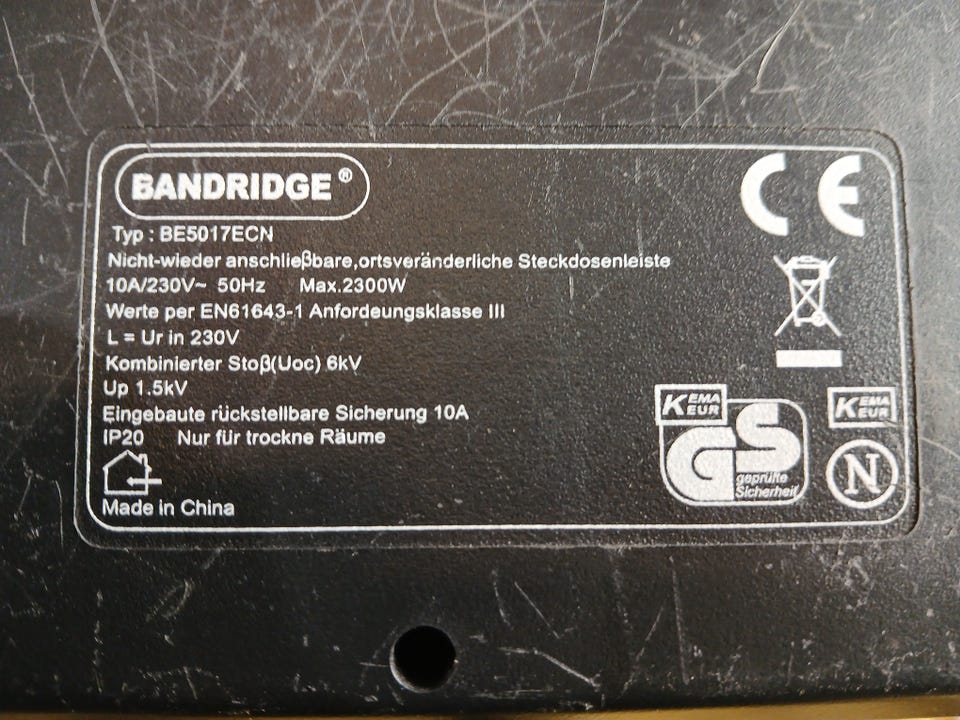 BANDRIDGE®
CE
Typ : BE5017ECN
Nicht-wieder anschließbare,ortsveränderliche Steckdosenleiste
10A/230V~ 50Hz Max.2300W
Werte per EN61643-1 Anfordeungsklasse III
L = Ur in 230V
Kombinierter Stoß(Uoc) 6kV
Up 1.5kV
Eingebaute rückstellbare Sicherung 10A
IP20 Nur für trockne Räume
Made in China
KEMA
EUR
GS
geprüfte
Sicherheit
KEMA
EUR
N